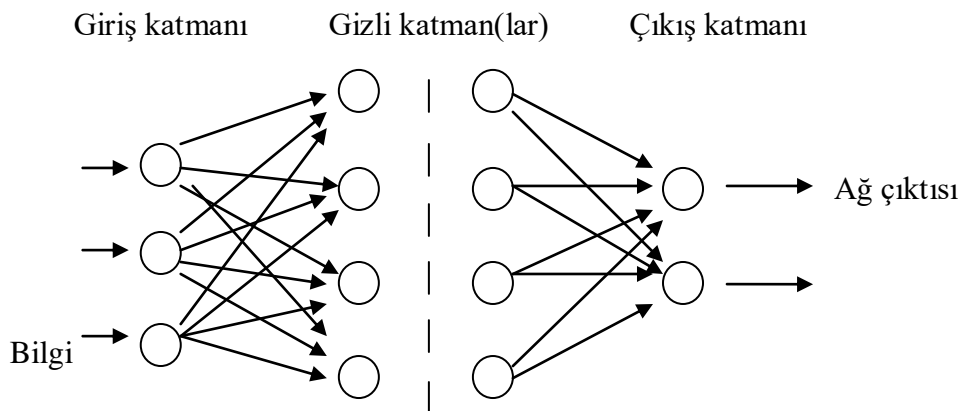 Giriş katmanı
Gizli katman(lar)
Çıkış katmanı
Ağ çıktısı
Bilgi